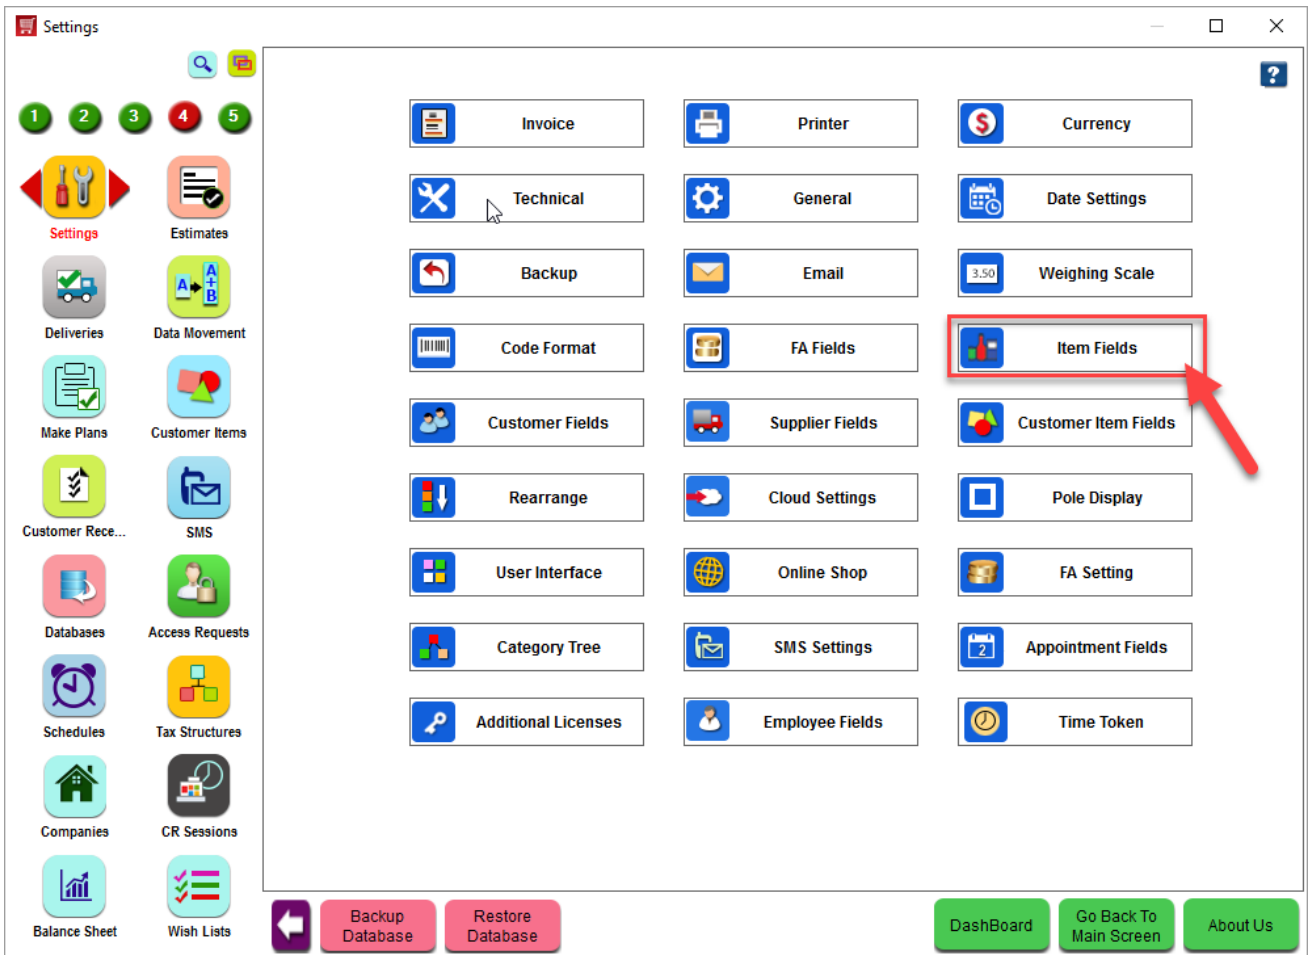 Settings
?
1 2 3 4 5
Invoice Printer Currency
Technical General Date Settings
Settings Estimates
Backup Email 3.50 Weighing Scale
A A+B
Deliveries Data Movement
Code Format FA Fields Item Fields
Customer Fields Supplier Fields Customer Item Fields
Make Plans Customer Items
Rearrange Cloud Settings Pole Display
Customer Rece... SMS
User Interface Online Shop FA Setting
Databases Access Requests
Category Tree SMS Settings 2 Appointment Fields
Additional Licenses Employee Fields Time Token
Schedules Tax Structures
Companies CR Sessions
Balance Sheet Wish Lists
Backup
Database
Restore
Database
DashBoard
Go Back To
Main Screen
About Us